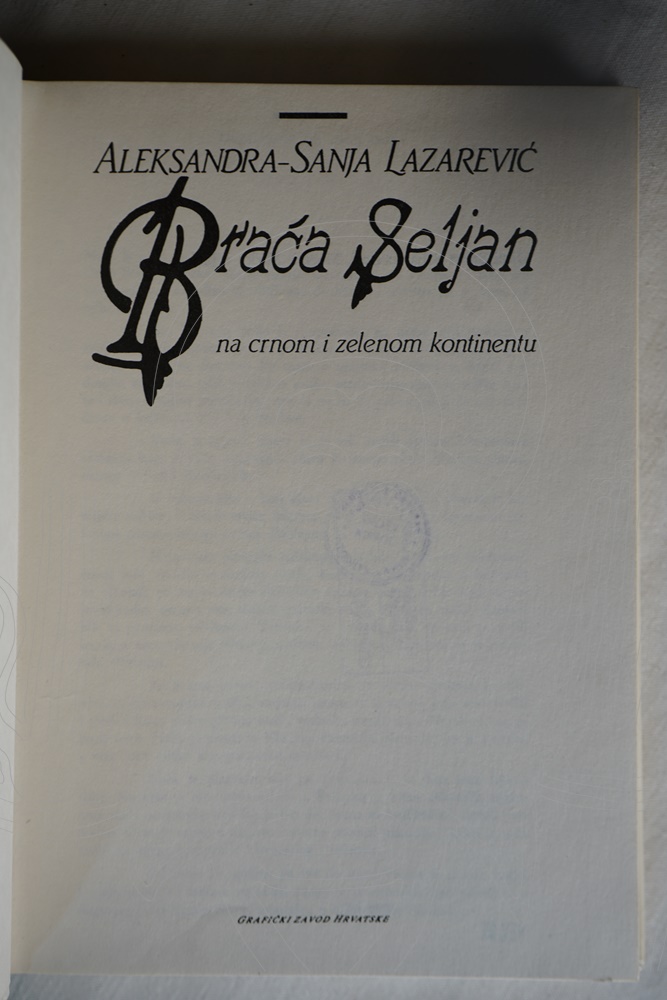 ALEKSANDRA-SANJA LAZAREVIĆ
Braća Seljan
na crnom i zelenom kontinentu
GRAFIČKI ZAVOD HRVATSKE